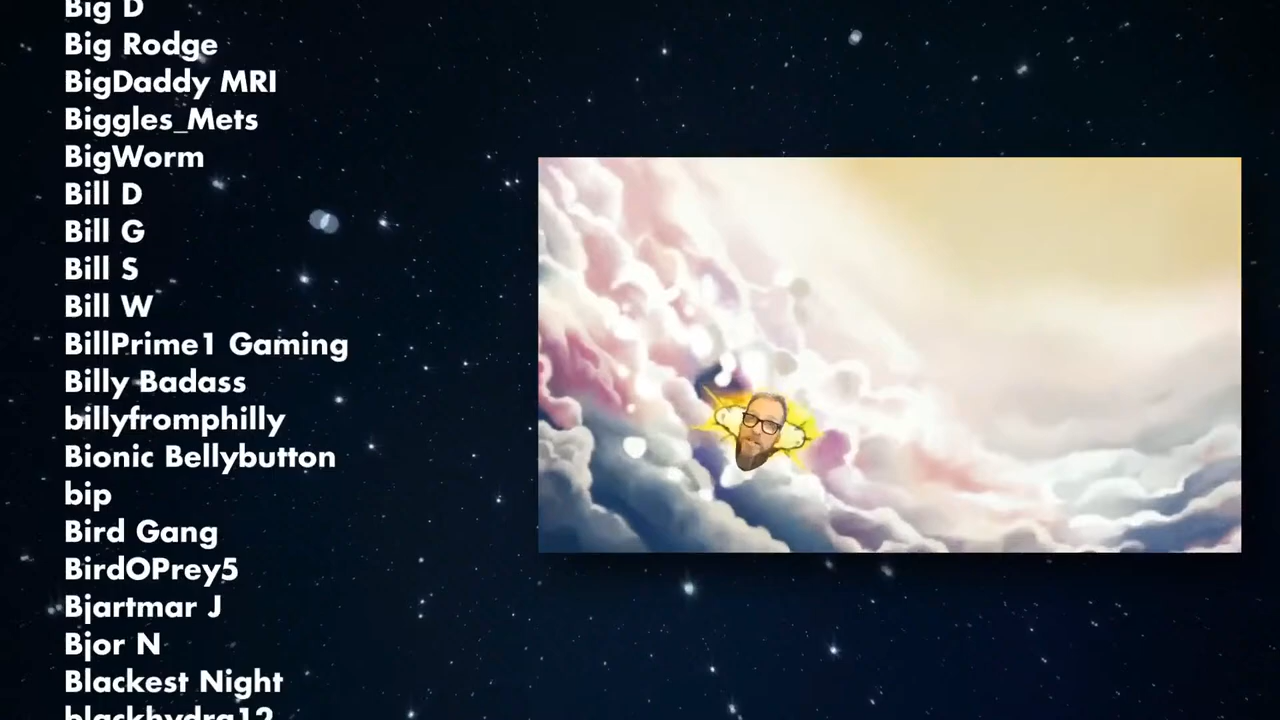 Big D
Big Rodge
BigDaddy MRI
Biggles_Mets
BigWorm
Bill D
Bill G
Bill S
Bill W
BillPrime1 Gaming
Billy Badass
billyfromphilly
Bionic Bellybutton
bip
Bird Gang
BirdOPrey5
Bjartmar J
Bjor N
Blackest Night
blackhydra12